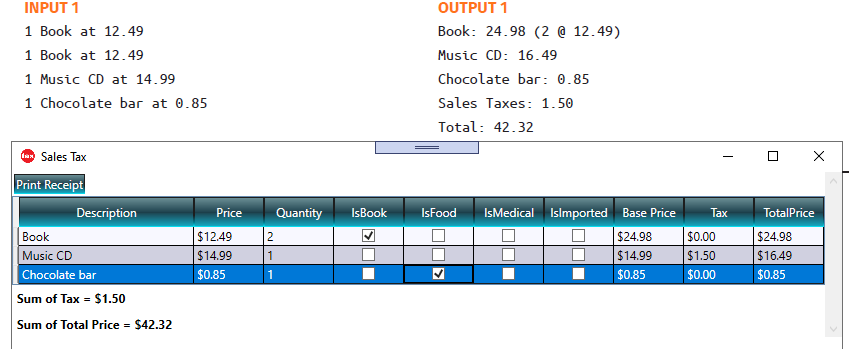 INPUT 1 OUTPUT 1
1 Book at 12.49 Book: 24.98 (2 @ 12.49)
1 Book at 12.49 Music CD: 16.49
1 Music CD at 14.99 Chocolate bar: 0.85
1 Chocolate bar at 0.85 Sales Taxes: 1.50
Total: 42.32
tax Sales Tax
Print Receipt
Description Price Quantity IsBook IsFood IsMedical IsImported Base Price Tax TotalPrice
Book $12.49 2 $24.98 $0.00 $24.98
Music CD $14.99 1 $14.99 $1.50 $16.49
Chocolate bar $0.85 1 $0.85 $0.00 $0.85
Sum of Tax = $1.50
Sum of Total Price = $42.32